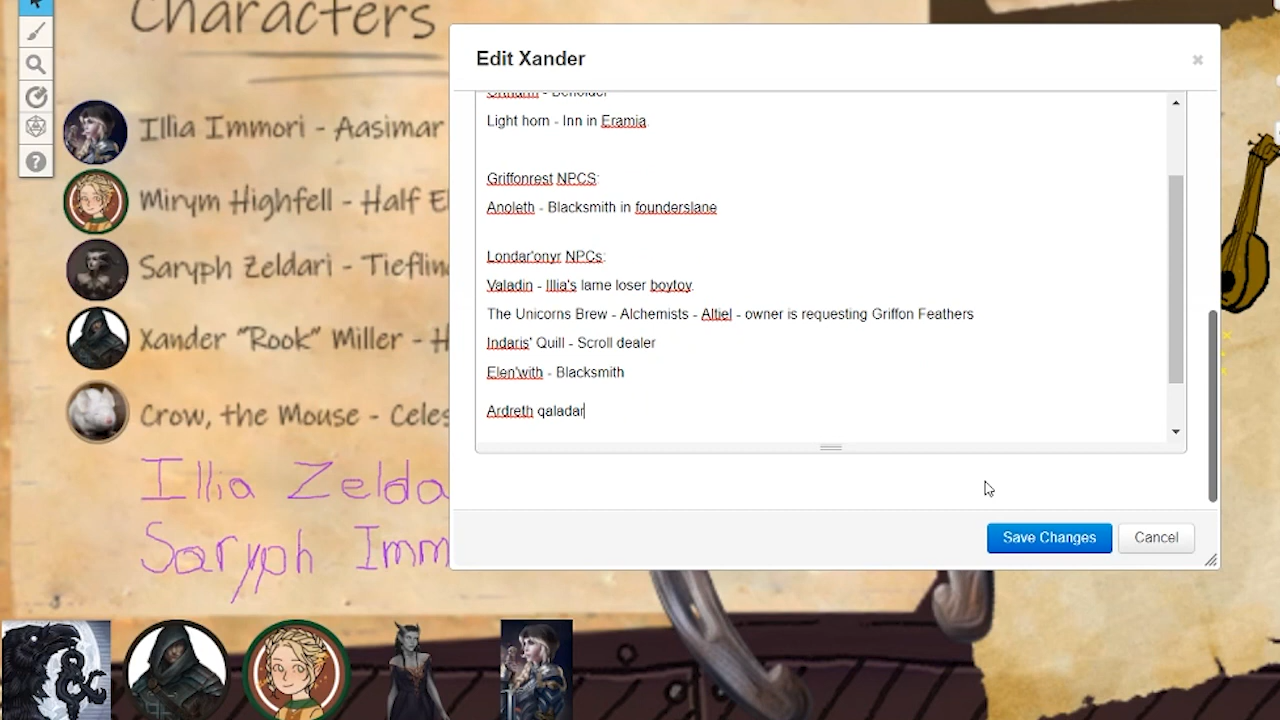 Characters
Edit Xander
Ortharm - Beholder
Light horn - Inn in Eramia.
Griffonrest NPCS:
Anoleth - Blacksmith in founderslane
Londar'onyr NPCs:
Valadin - Illia's lame loser boytoy.
The Unicorns Brew - Alchemists - Altiel - owner is requesting Griffon Feathers
Indaris' Quill - Scroll dealer
Elen'with - Blacksmith
Ardreth qaladar
Save Changes
Cancel
Illia Immori - Aasimar
Mirym Highfell - Half El
Saryph Zeldari - Tiefling
Xander "Rook" Miller - H
Crow, the Mouse - Celes
Illia Zelda
Saryph Imm